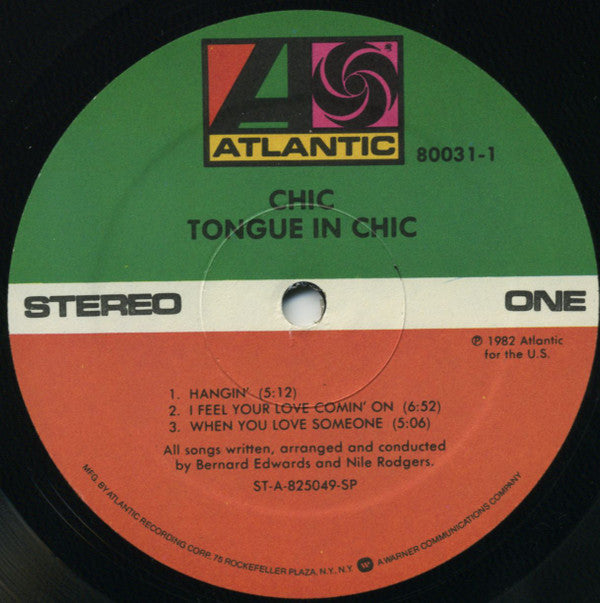 ATLANTIC
80031-1
CHIC
TONGUE IN CHIC
STEREO
ONE
℗ 1982 Atlantic
for the U.S.
1. HANGIN' (5:12)
2. I FEEL YOUR LOVE COMIN' ON (6:52)
3. WHEN YOU LOVE SOMEONE (5:06)
All songs written, arranged and conducted
by Bernard Edwards and Nile Rodgers.
ST-A-825049-SP
MFG. BY ATLANTIC RECORDING CORP. 75 ROCKEFELLER PLAZA, N.Y., N.Y. A WARNER COMMUNICATIONS COMPANY